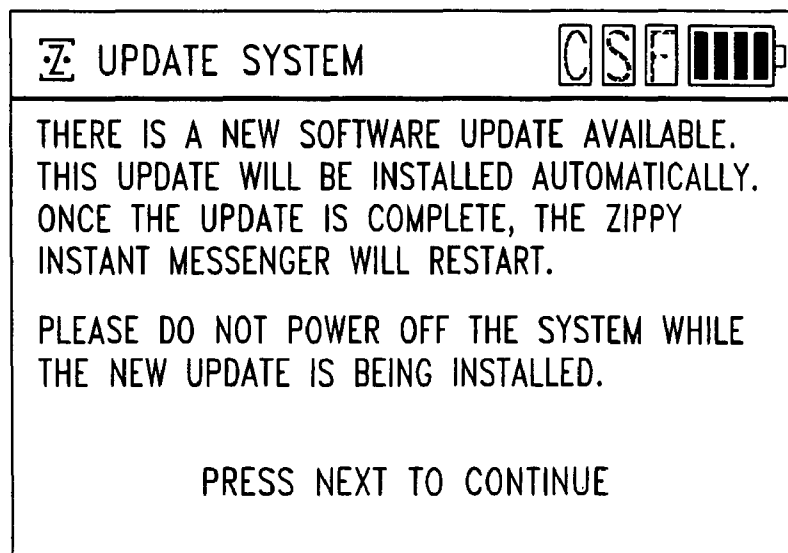 Z UPDATE SYSTEM C S F
THERE IS A NEW SOFTWARE UPDATE AVAILABLE.
THIS UPDATE WILL BE INSTALLED AUTOMATICALLY.
ONCE THE UPDATE IS COMPLETE, THE ZIPPY
INSTANT MESSENGER WILL RESTART.
PLEASE DO NOT POWER OFF THE SYSTEM WHILE
THE NEW UPDATE IS BEING INSTALLED.
PRESS NEXT TO CONTINUE